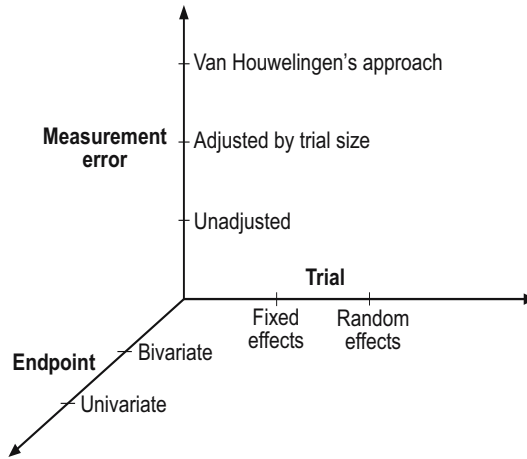 Van Houwelingen's approach
Measurement
error
Adjusted by trial size
Unadjusted
Trial
Fixed
effects
Random
effects
Endpoint
Bivariate
Univariate